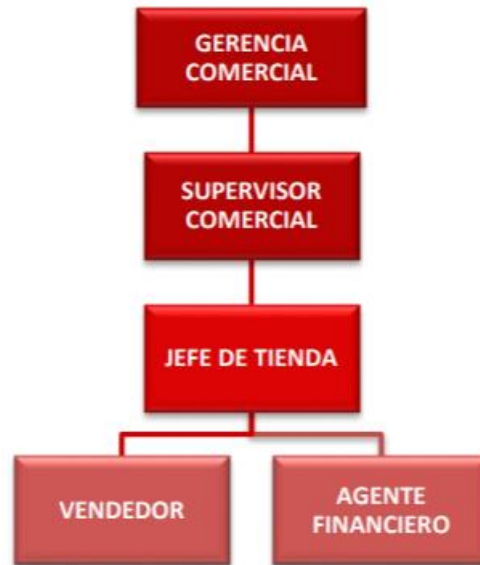 GERENCIA
COMERCIAL
SUPERVISOR
COMERCIAL
JEFE DE TIENDA
VENDEDOR
AGENTE
FINANCIERO